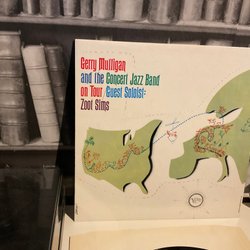 Gerry Mulligan
and the Concert Jazz Band
on Tour /Guest Soloist:
Zoot Sims